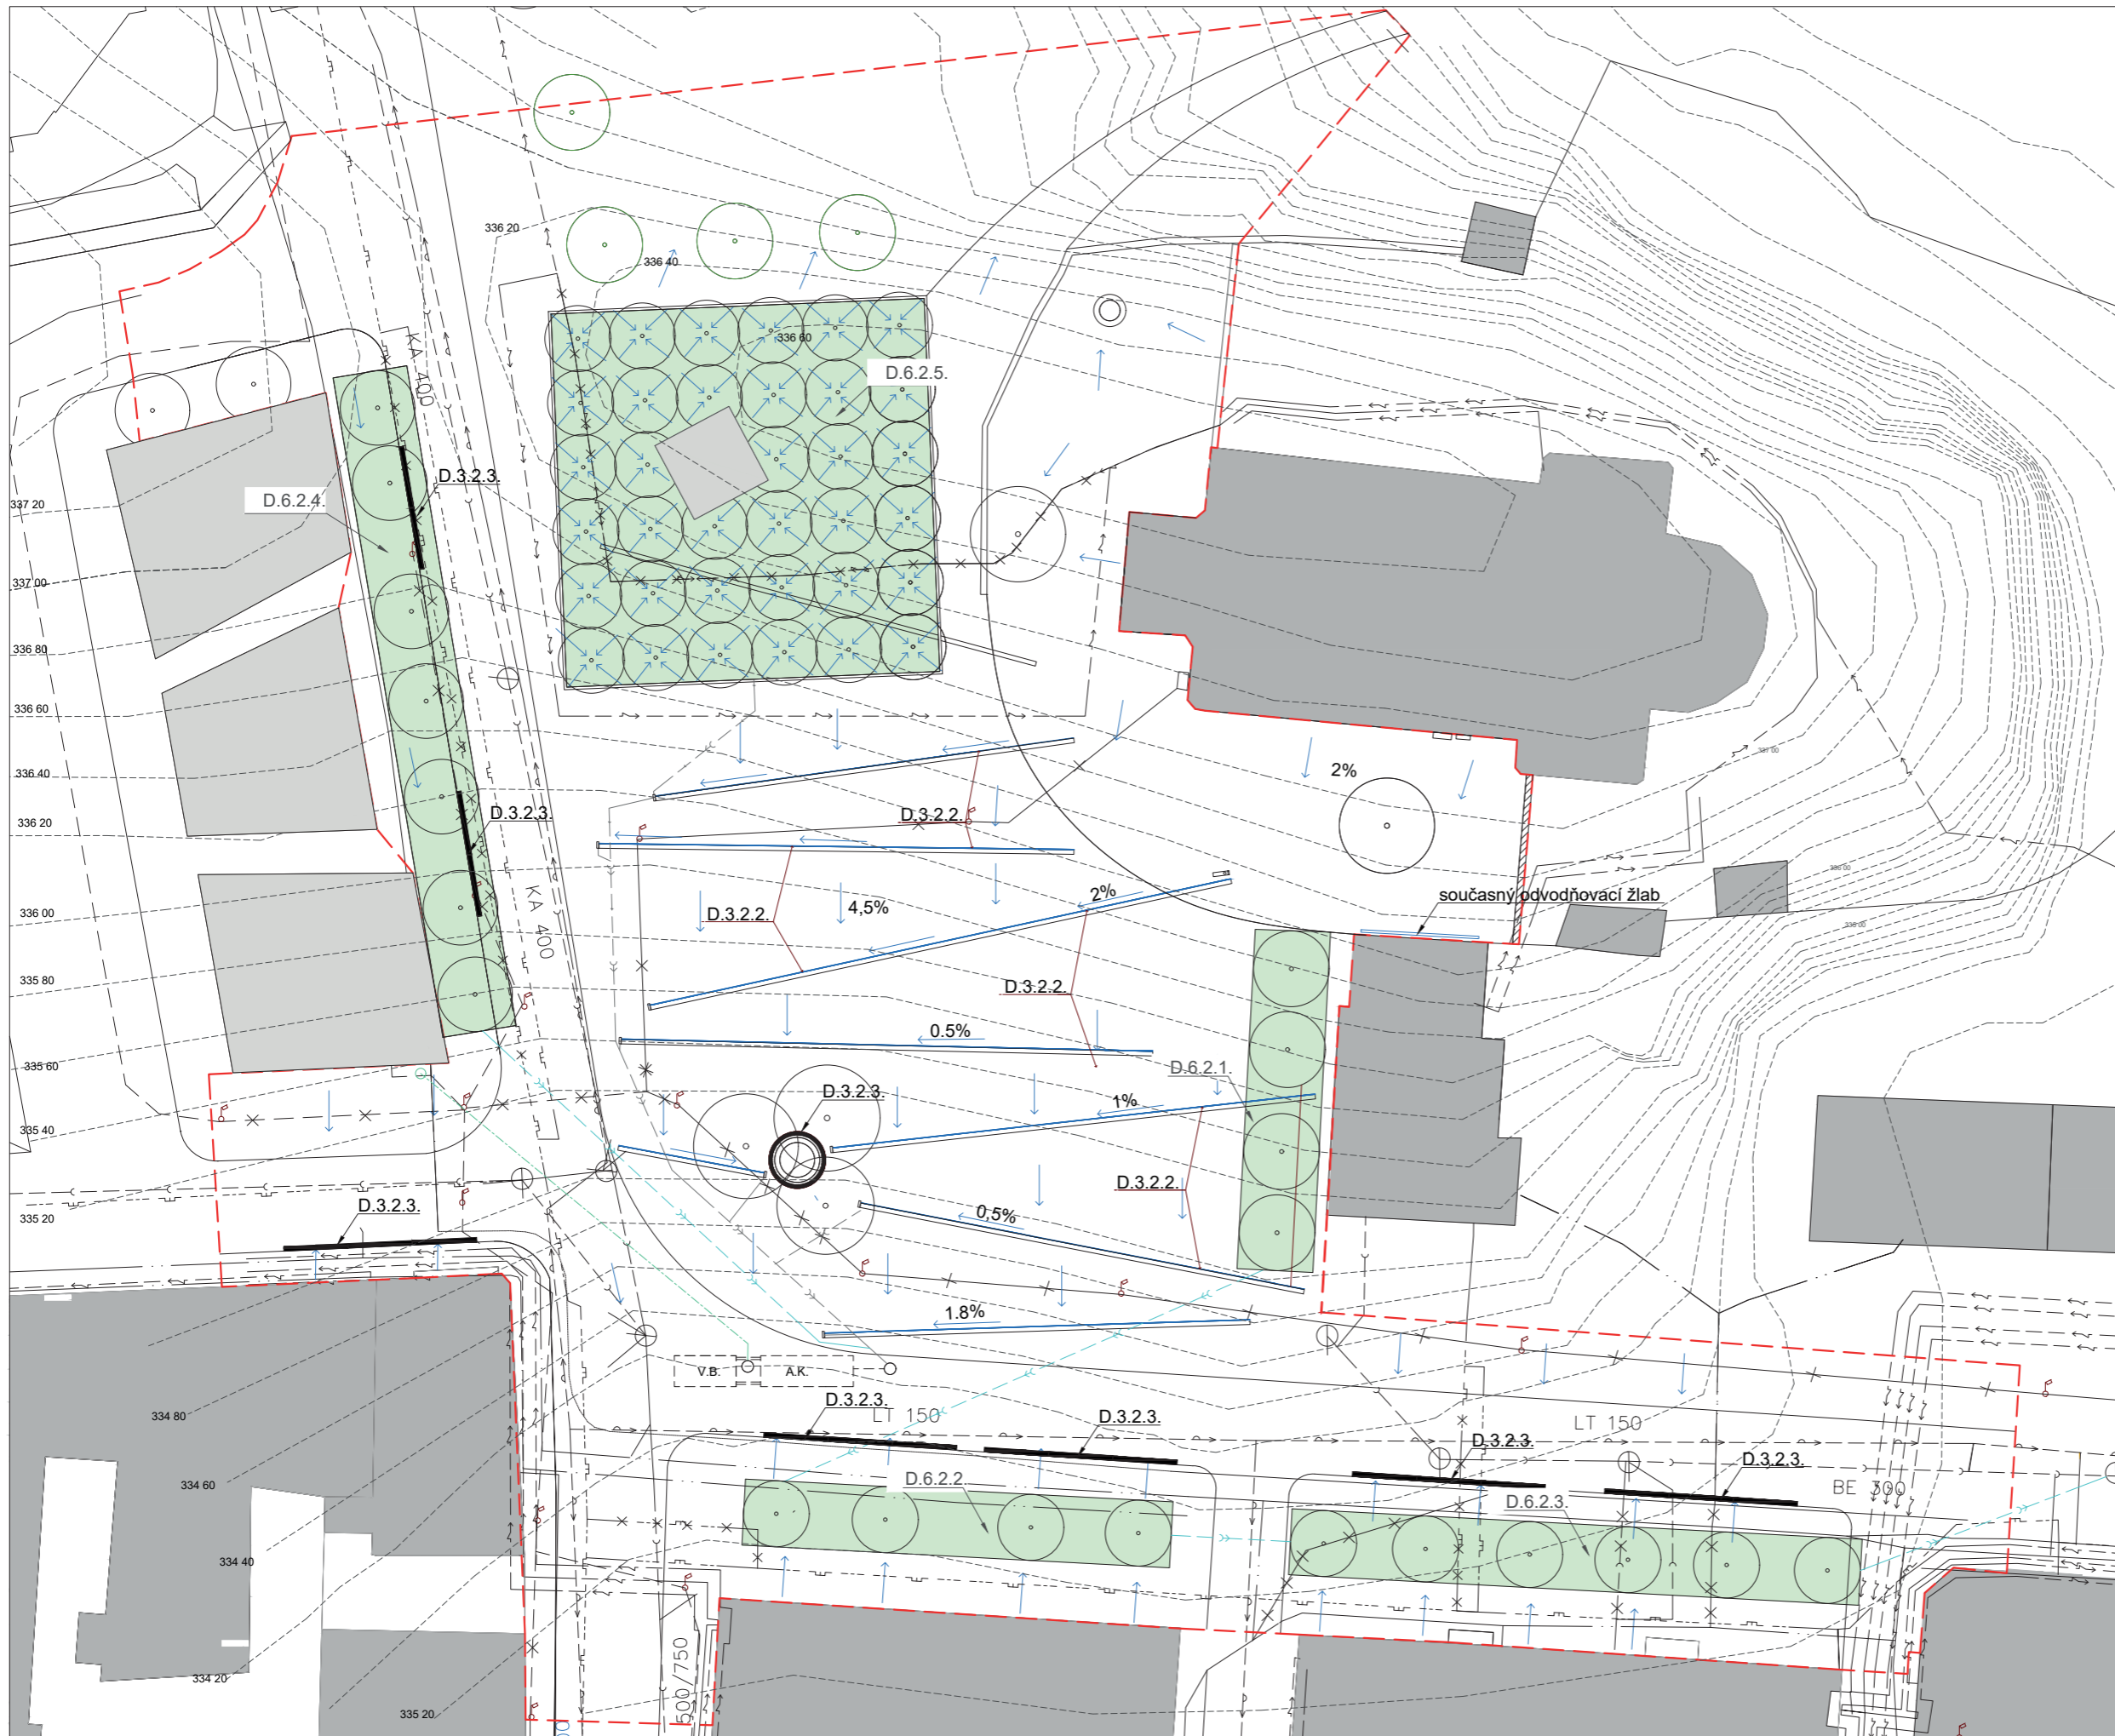 336 20
336 40
336 60
D.6.2.5.
KA 400
D.3.2.3.
D.6.2.4.
337 20
337 00
336 80
336 60
336 40
336 20
336 00
335 80
335 60
335 40
335 20
337 00
2%
D.3.2.3.
D.3.2.2.
336 00
KA 400
2%
současný odvodňovací žlab
D.3.2.2.
4,5%
D.3.2.2.
0.5%
D.6.2.1.
D.3.2.3.
1%
D.3.2.2.
D.3.2.3.
0,5%
1.8%
V.B.
A.K.
D.3.2.3.
LT 150
D.3.2.3.
LT 150
D.3.2.3.
D.3.2.3.
BE 300
D.6.2.2.
D.6.2.3.
334 80
334 60
334 40
334 20
335 20
500/750